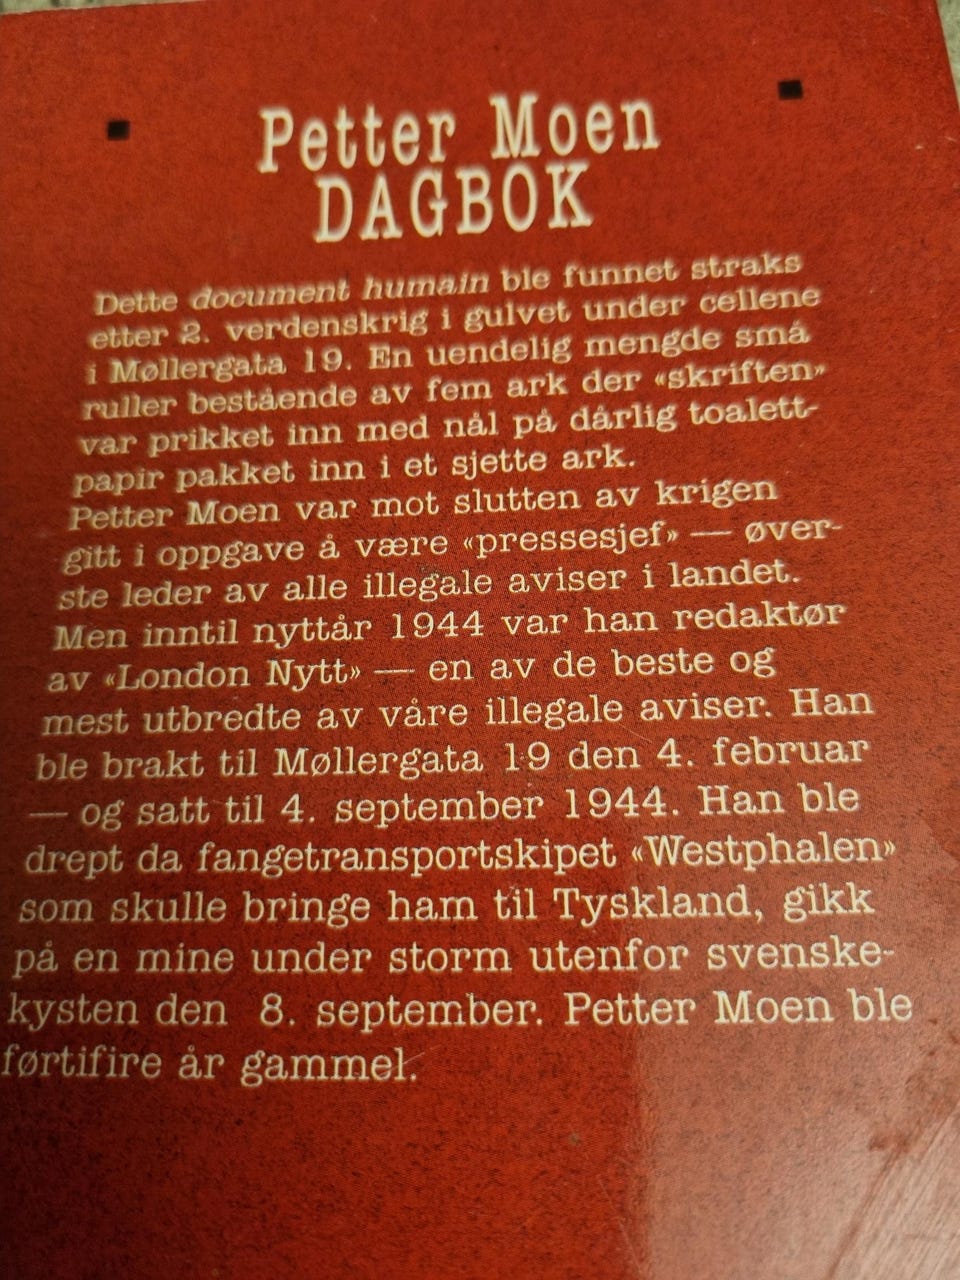 Petter Moen
DAGBOK
Dette document humain ble funnet straks
etter 2. verdenskrig i gulvet under cellene
i Møllergata 19. En uendelig mengde små
ruller bestående av fem ark der «skriften»
var prikket inn med nål på dårlig toalett-
papir pakket inn i et sjette ark.
Petter Moen var mot slutten av krigen
gitt i oppgave å være «pressesjef» — øver-
ste leder av alle illegale aviser i landet.
Men inntil nyttår 1944 var han redaktør
av «London Nytt» — en av de beste og
mest utbredte av våre illegale aviser. Han
ble brakt til Møllergata 19 den 4. februar
— og satt til 4. september 1944. Han ble
drept da fangetransportskipet «Westphalen»
som skulle bringe ham til Tyskland, gikk
på en mine under storm utenfor svenske-
kysten den 8. september. Petter Moen ble
førtifire år gammel.